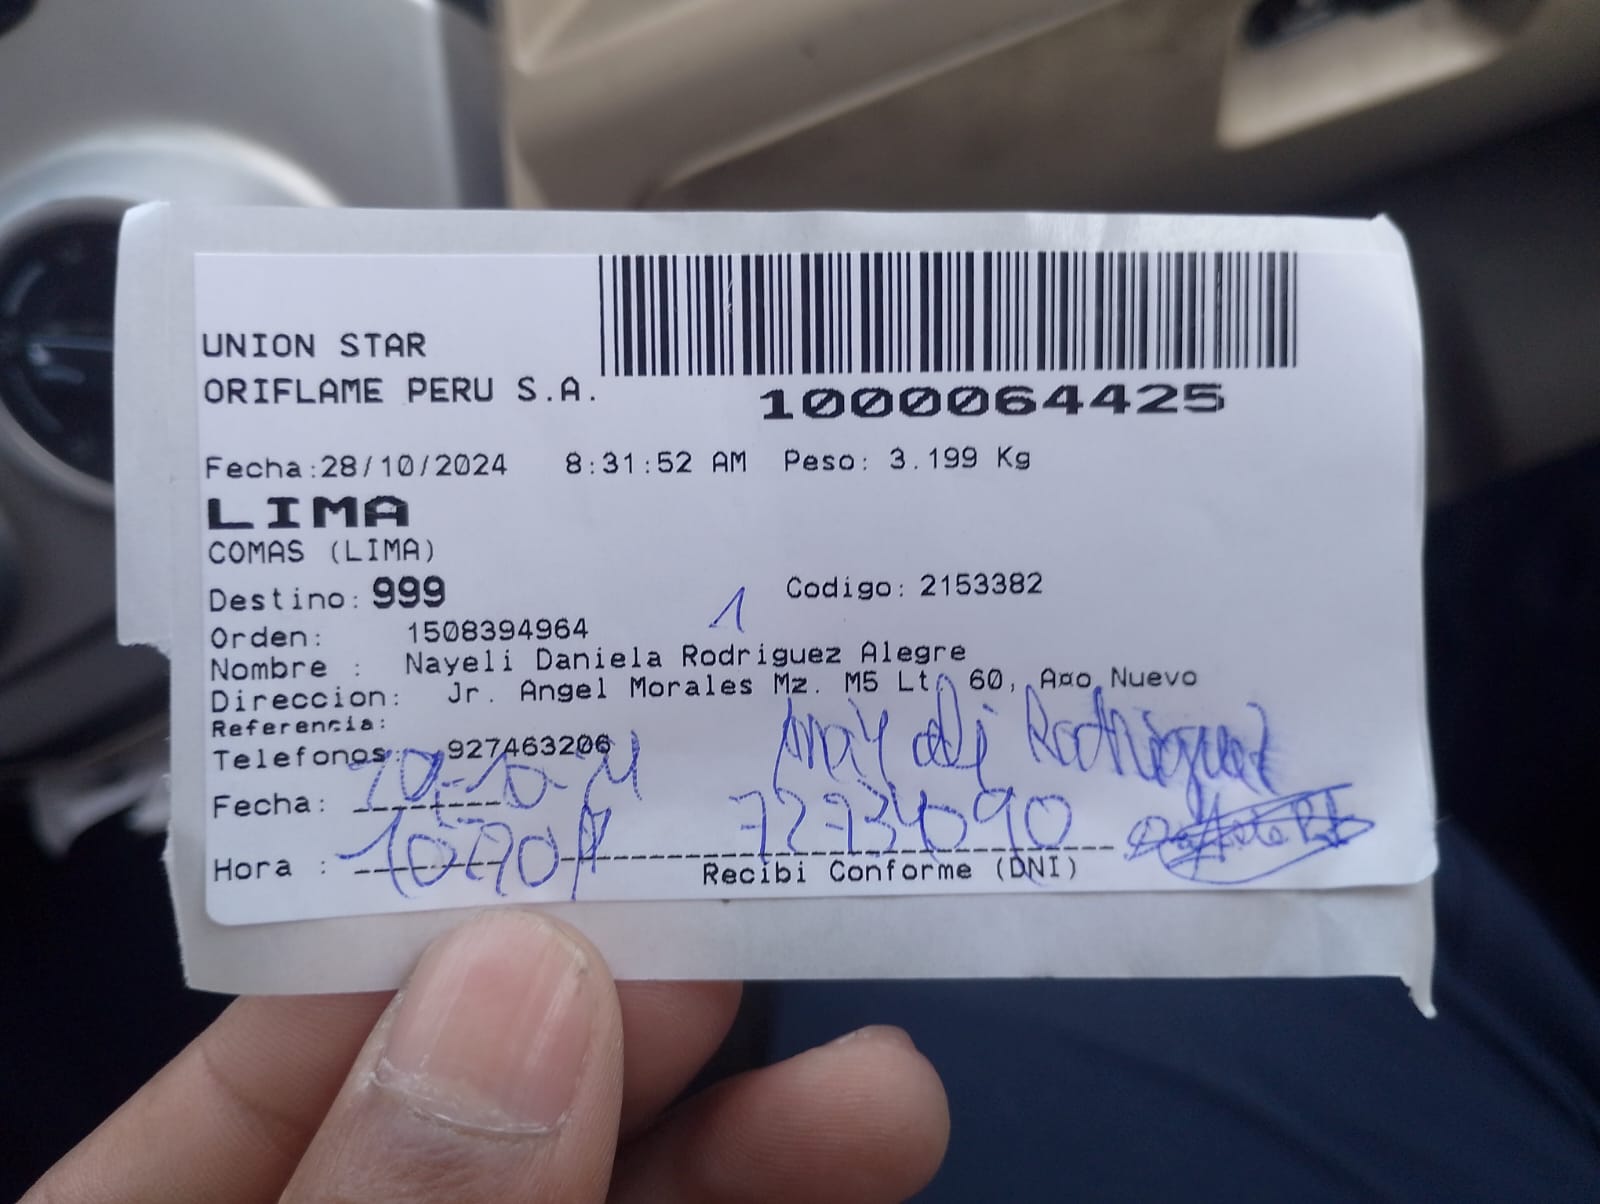 UNION STAR
ORIFLAME PERU S.A.
1000064425
Fecha:28/10/2024 8:31:52 AM Peso: 3.199 Kg
LIMA
COMAS (LIMA)
Destino: 999 Codigo: 2153382
1
Orden: 1508394964
Nombre : Nayeli Daniela Rodriguez Alegre
Direccion: Jr. Angel Morales Mz. M5 Lt. 60, A¤o Nuevo
Referencia:
Telefonos: 927463206
Rodriguez
Fecha:
Hora :
Recibi Conforme (DNI)